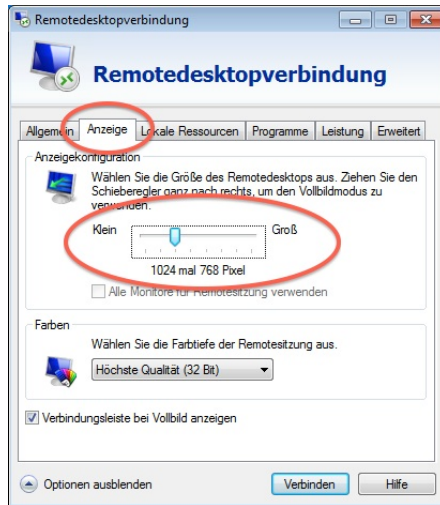 Remotedesktopverbindung
Remotedesktopverbindung
Allgemein Anzeige Lokale Ressourcen Programme Leistung Erweitert
Anzeigekonfiguration
Wählen Sie die Größe des Remotedesktops aus. Ziehen Sie den
Schieberegler ganz nach rechts, um den Vollbildmodus zu
verwenden.
Klein Groß
1024 mal 768 Pixel
Alle Monitore für Remotesitzung verwenden
Farben
Wählen Sie die Farbtiefe der Remotesitzung aus.
Höchste Qualität (32 Bit)
Verbindungsleiste bei Vollbild anzeigen
Optionen ausblenden Verbinden Hilfe